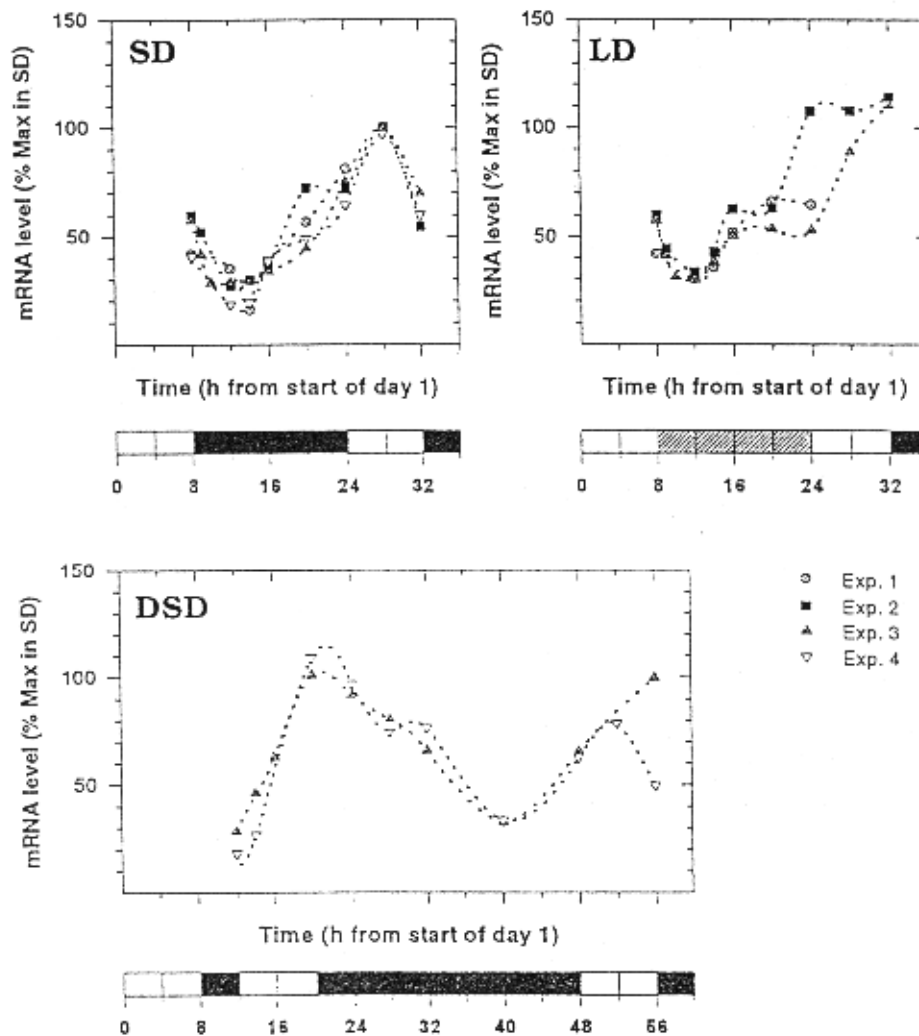 SD
mRNA level (% Max in SD)
150
100
50
Time (h from start of day 1)
0 8 16 24 32
LD
mRNA level (% Max in SD)
150
100
50
Time (h from start of day 1)
0 8 16 24 32
DSD
mRNA level (% Max in SD)
150
100
50
Time (h from start of day 1)
0 8 16 24 32 40 48 56
Exp. 1
Exp. 2
Exp. 3
Exp. 4